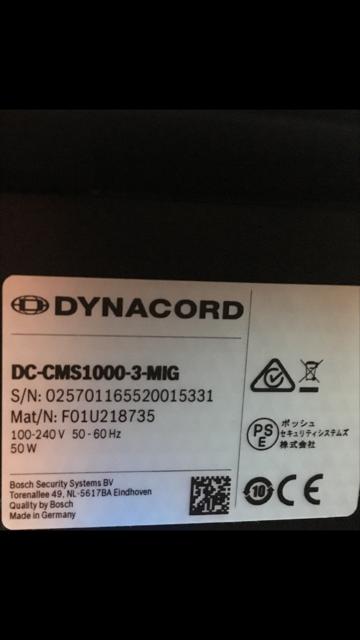 DYNACORD
DC-CMS1000-3-MIG
S/N: 025701165520015331
Mat/N: F01U218735
100-240 V 50-60 Hz
50 W
PS
E
ボッシュ
セキュリティシステムズ
株式会社
Bosch Security Systems BV
Torenallee 49, NL-5617BA Eindhoven
Quality by Bosch
Made in Germany
10
CE